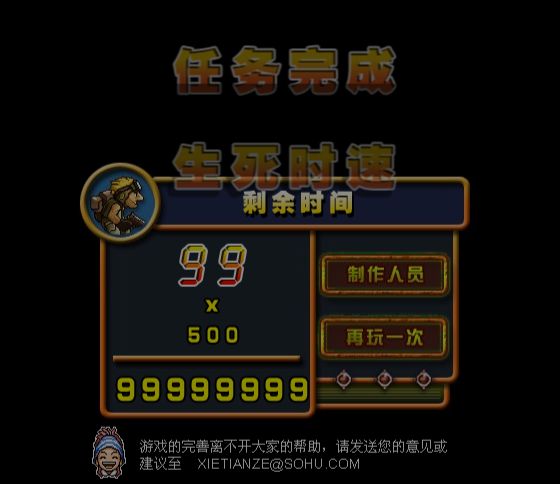 任务完成
生死时速
剩余时间
99
x
500
99999999
制作人员
再玩一次
游戏的完善离不开大家的帮助，请发送您的意见或
建议至 XIETIANZE@SOHU.COM